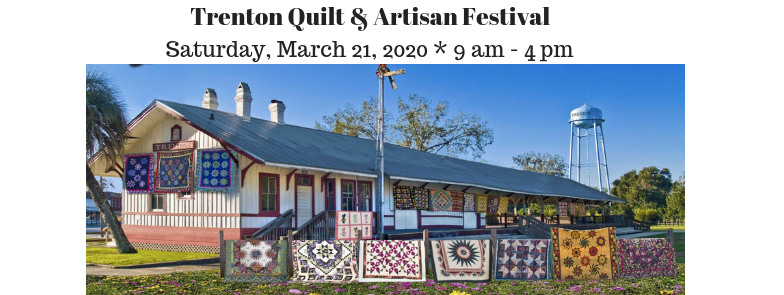 Trenton Quilt & Artisan Festival
Saturday, March 21, 2020 * 9 am - 4 pm
TRENTON